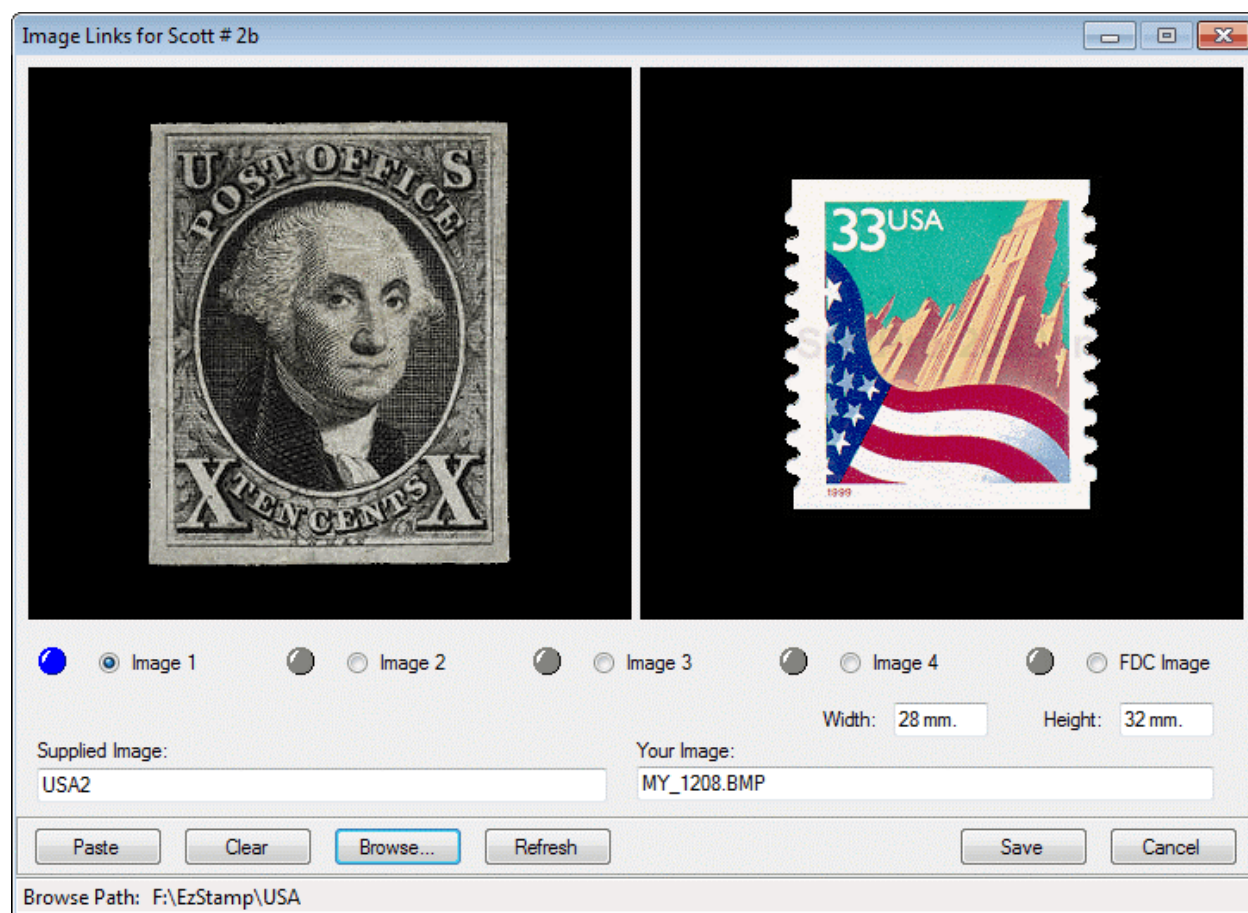 Image Links for Scott # 2b
U S
POST OFFICE
X TEN CENTS X
33 USA
1999
Image 1 Image 2 Image 3 Image 4 FDC Image
Width: 28 mm. Height: 32 mm.
Supplied Image: Your Image:
USA2 MY_1208.BMP
Paste Clear Browse... Refresh Save Cancel
Browse Path: F:\EzStamp\USA